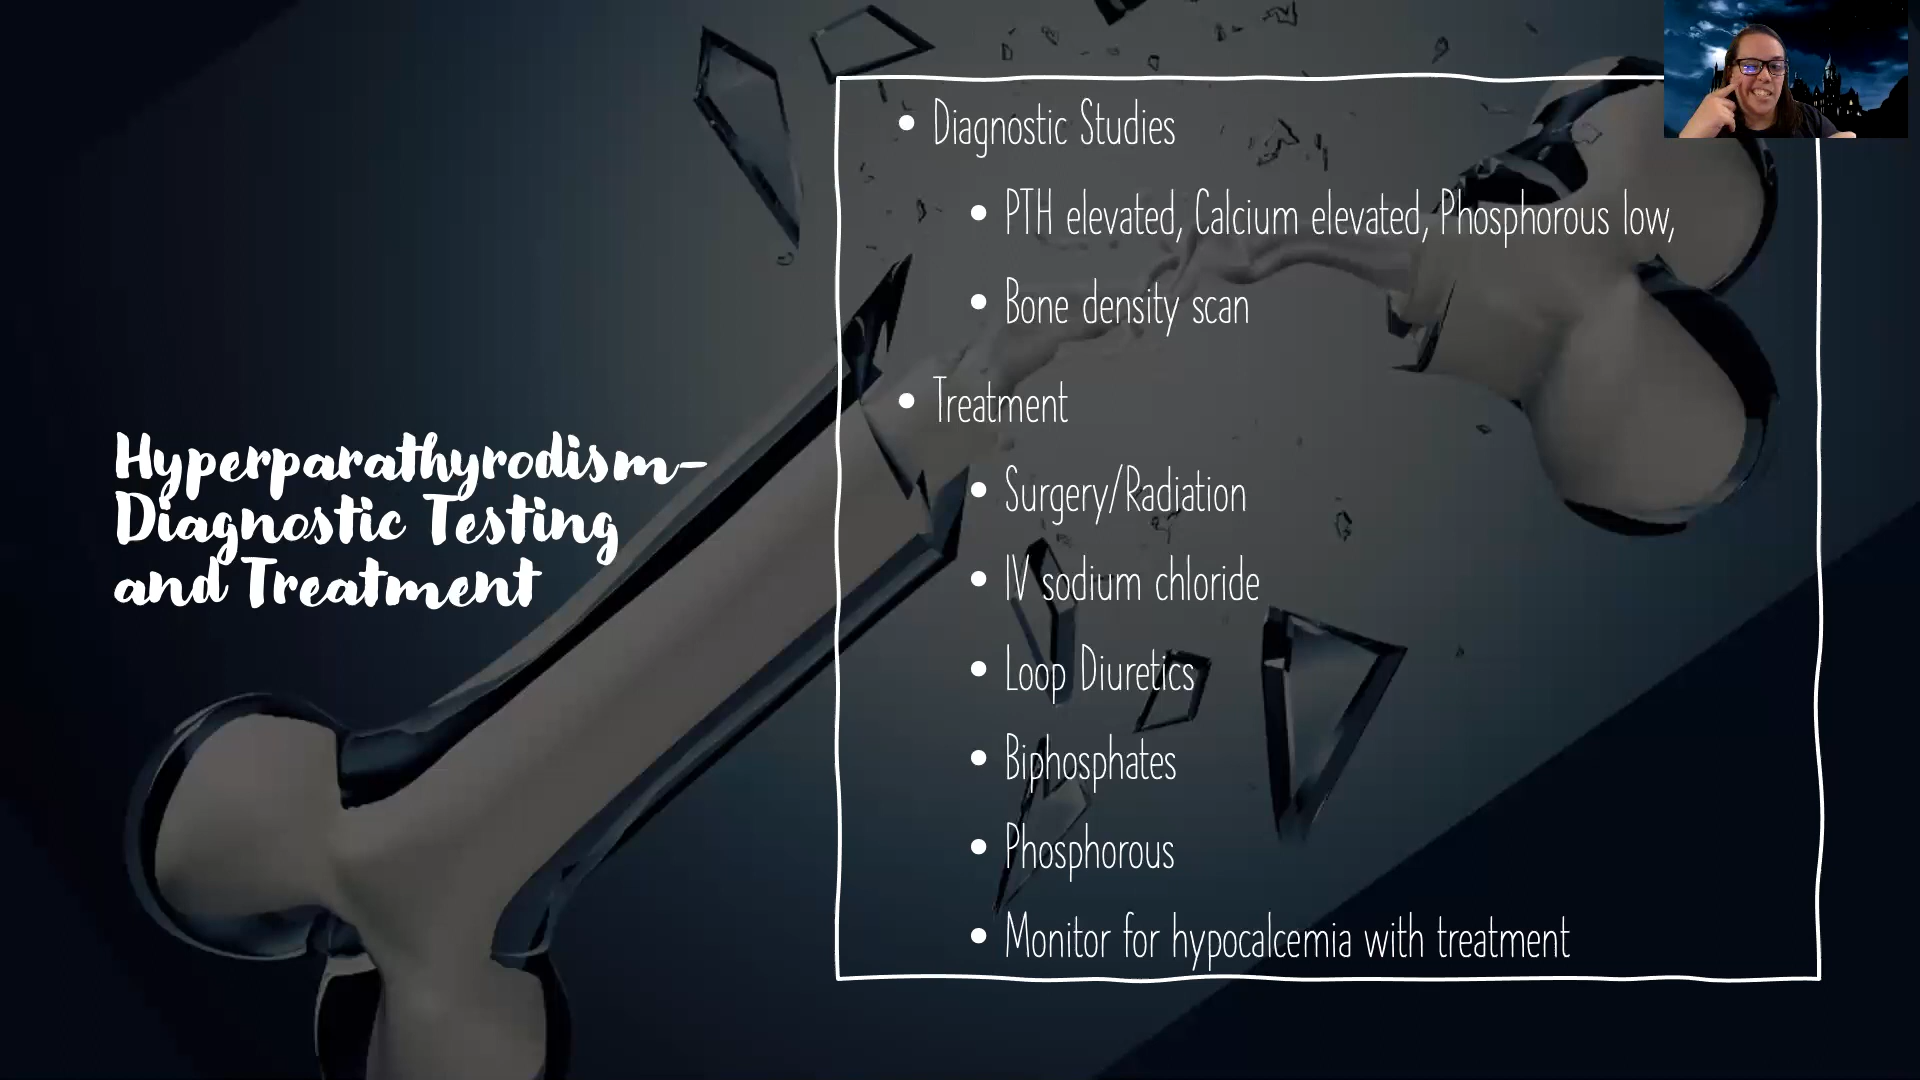 Hyperparathyrodism-
Diagnostic Testing
and Treatment
• Diagnostic Studies
• PTH elevated, Calcium elevated, Phosphorous low,
• Bone density scan
• Treatment
• Surgery/Radiation
• IV sodium chloride
• Loop Diuretics
• Biphosphates
• Phosphorous
• Monitor for hypocalcemia with treatment